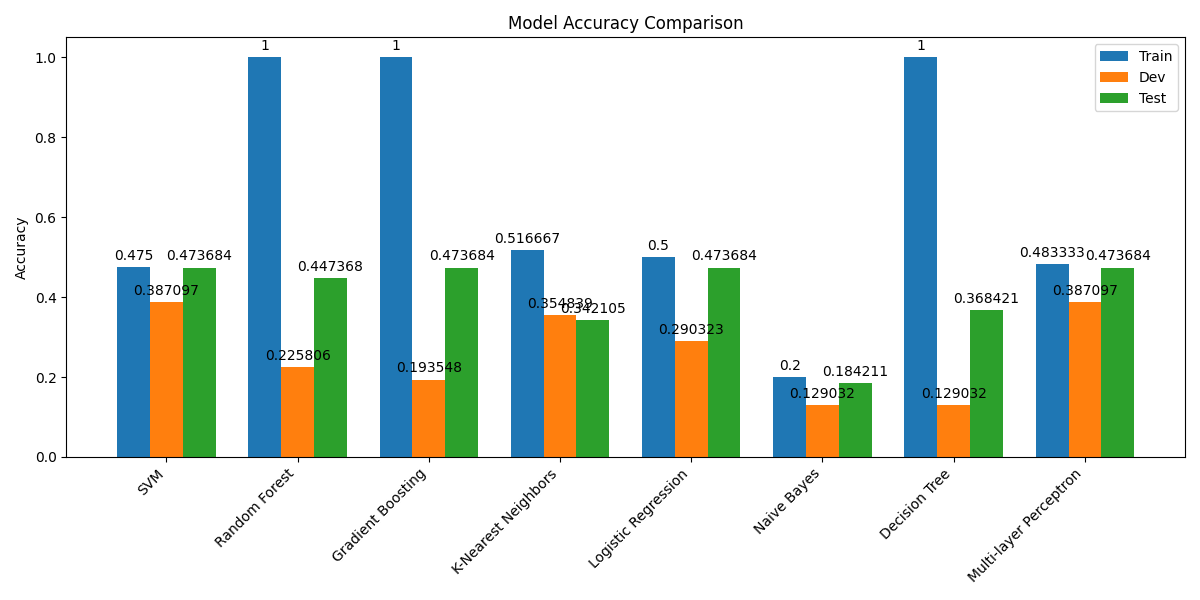 Model Accuracy Comparison
Train
Dev
Test
Accuracy
1.0
0.8
0.6
0.4
0.2
0.0
0.475
0.387097
0.473684
1
0.225806
0.447368
1
0.193548
0.473684
0.516667
0.354839
0.342105
0.5
0.290323
0.473684
0.2
0.129032
0.184211
1
0.129032
0.368421
0.483333
0.387097
0.473684
SVM
Random Forest
Gradient Boosting
K-Nearest Neighbors
Logistic Regression
Naive Bayes
Decision Tree
Multi-layer Perceptron